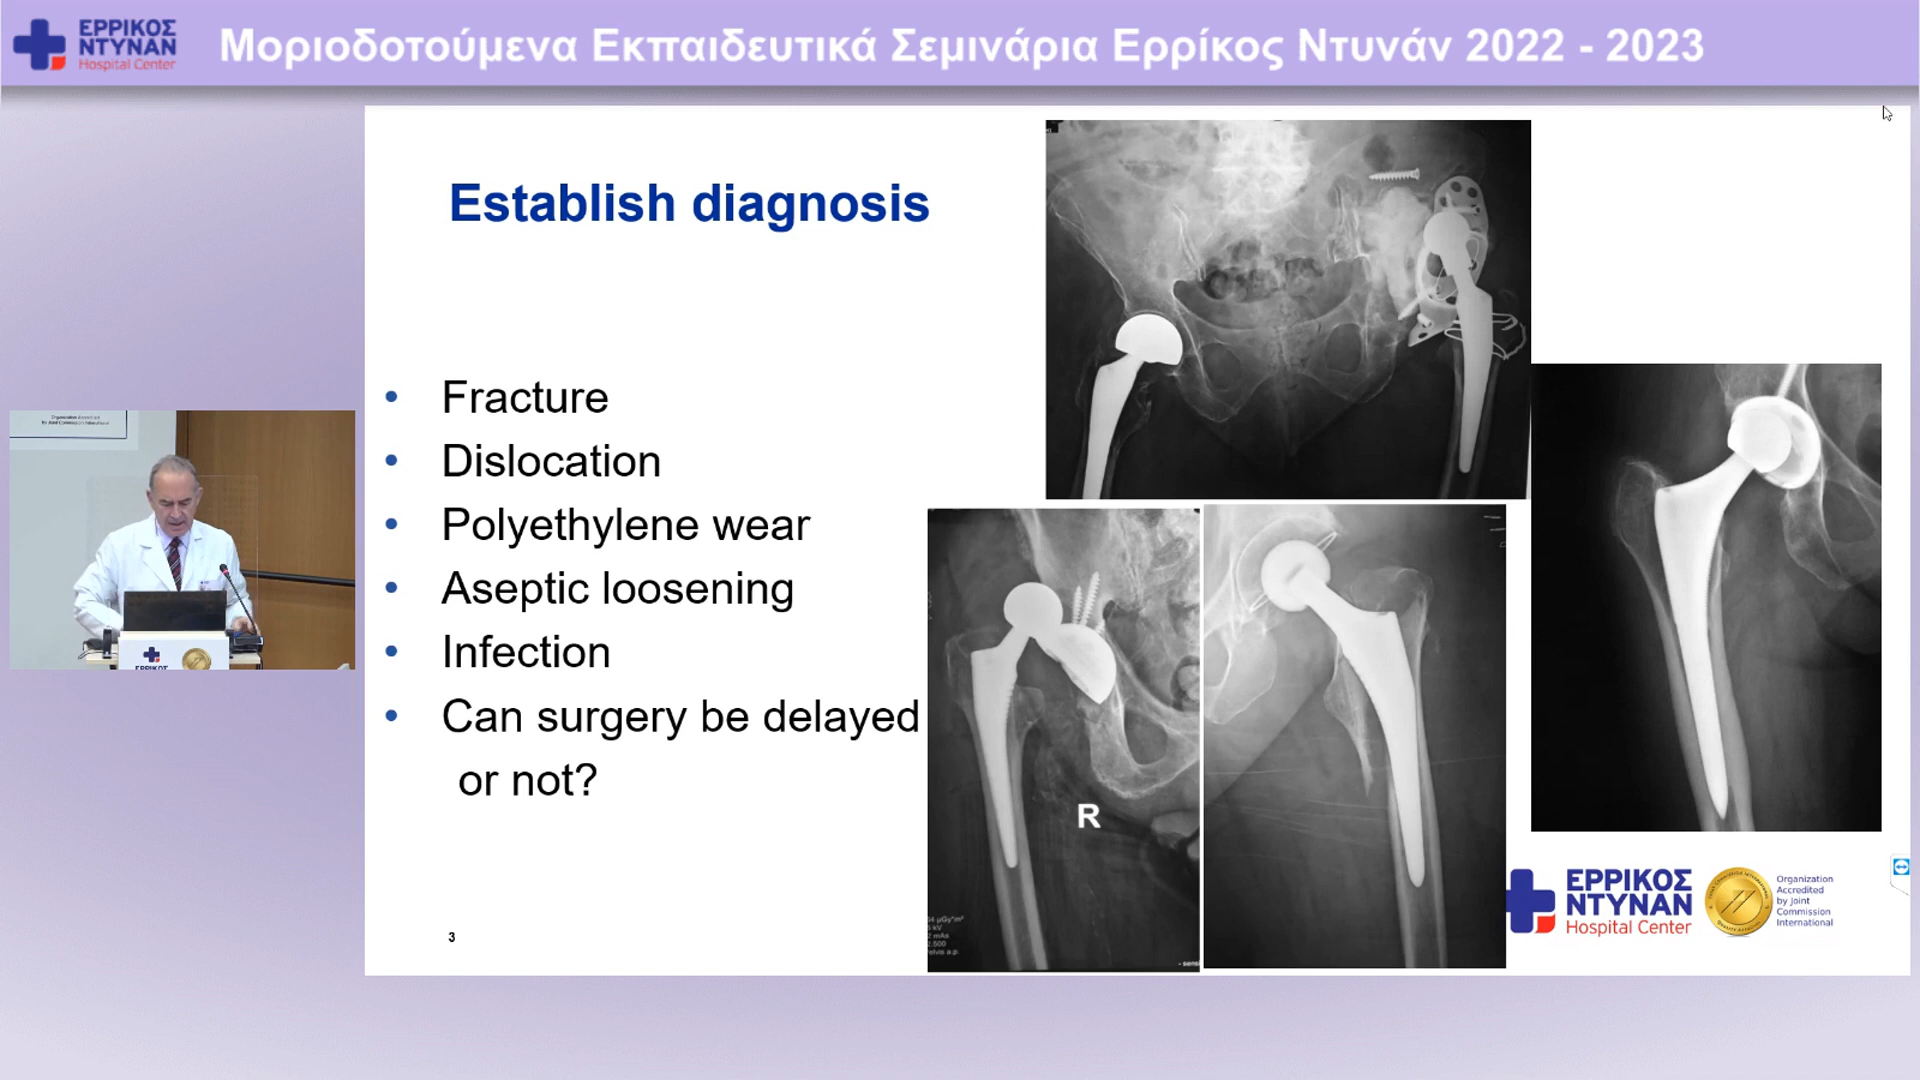 ΕΡΡΙΚΟΣ
ΝΤΥΝΑΝ
Hospital Center
Μοριοδοτούμενα Εκπαιδευτικά Σεμινάρια Ερρίκος Ντυνάν 2022 - 2023
Establish diagnosis
• Fracture
• Dislocation
• Polyethylene wear
• Aseptic loosening
• Infection
• Can surgery be delayed
or not?
3
R
ΕΡΡΙΚΟΣ
ΝΤΥΝΑΝ
Hospital Center
Organization
Accredited
by Joint
Commission
International